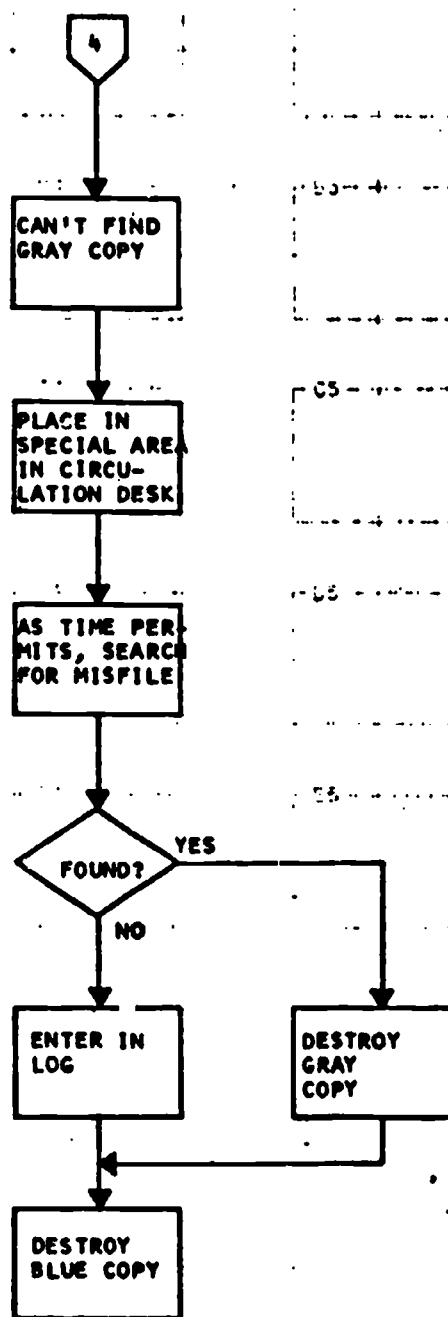 4
CAN'T FIND
GRAY COPY
PLACE IN
SPECIAL AREA
IN CIRCU-
LATION DESK
AS TIME PER-
MITS, SEARCH
FOR MISFILE
FOUND?
YES
NO
ENTER IN
LOG
DESTROY
GRAY
COPY
DESTROY
BLUE COPY